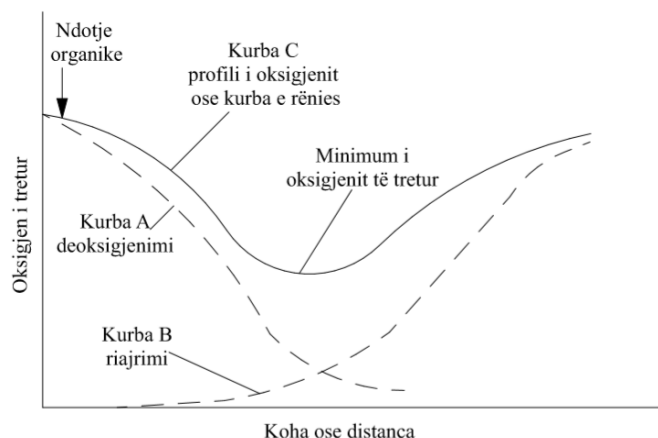 Ndotje
organike
Kurba C
profili i oksigjenit
ose kurba e rënies
Minimum i
oksigjenit të tretur
Kurba A
deoksigjenimi
Kurba B
riajrimi
Oksigjen i tretur
Koha ose distanca